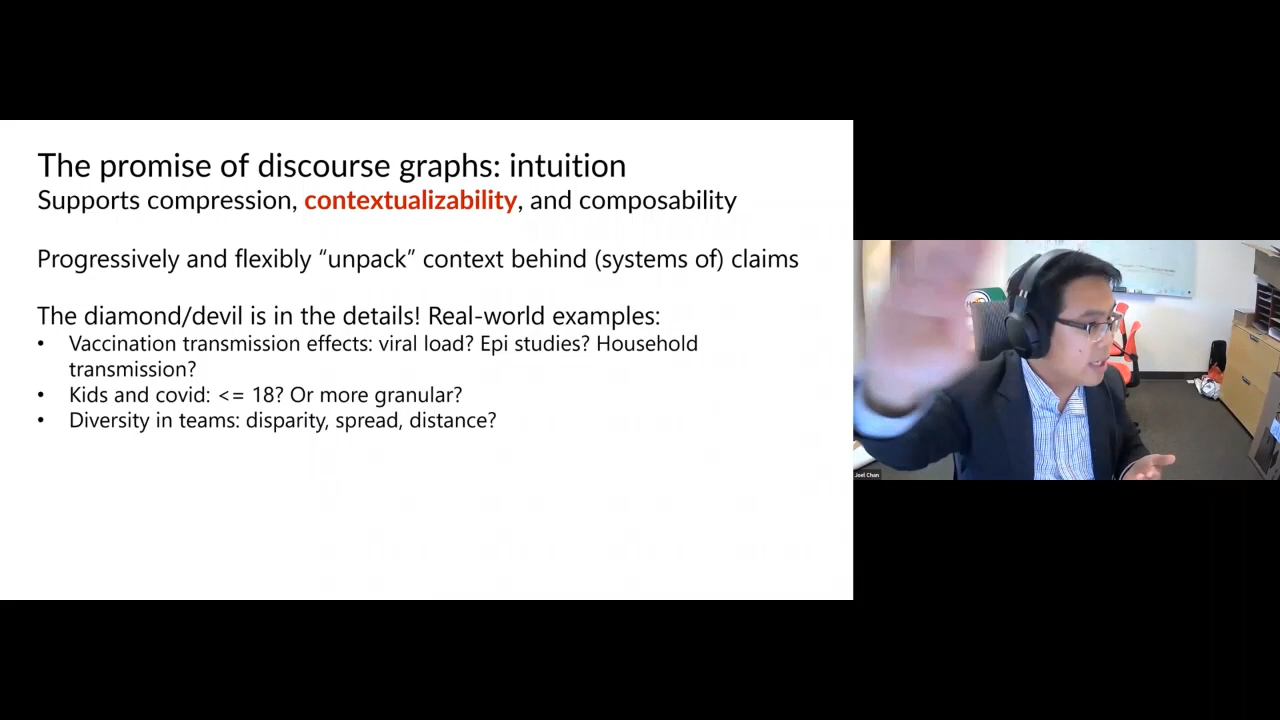 The promise of discourse graphs: intuition
Supports compression, contextualizability, and composability
Progressively and flexibly “unpack” context behind (systems of) claims
The diamond/devil is in the details! Real-world examples:
• Vaccination transmission effects: viral load? Epi studies? Household
transmission?
• Kids and covid: <= 18? Or more granular?
• Diversity in teams: disparity, spread, distance?
Joel Chan